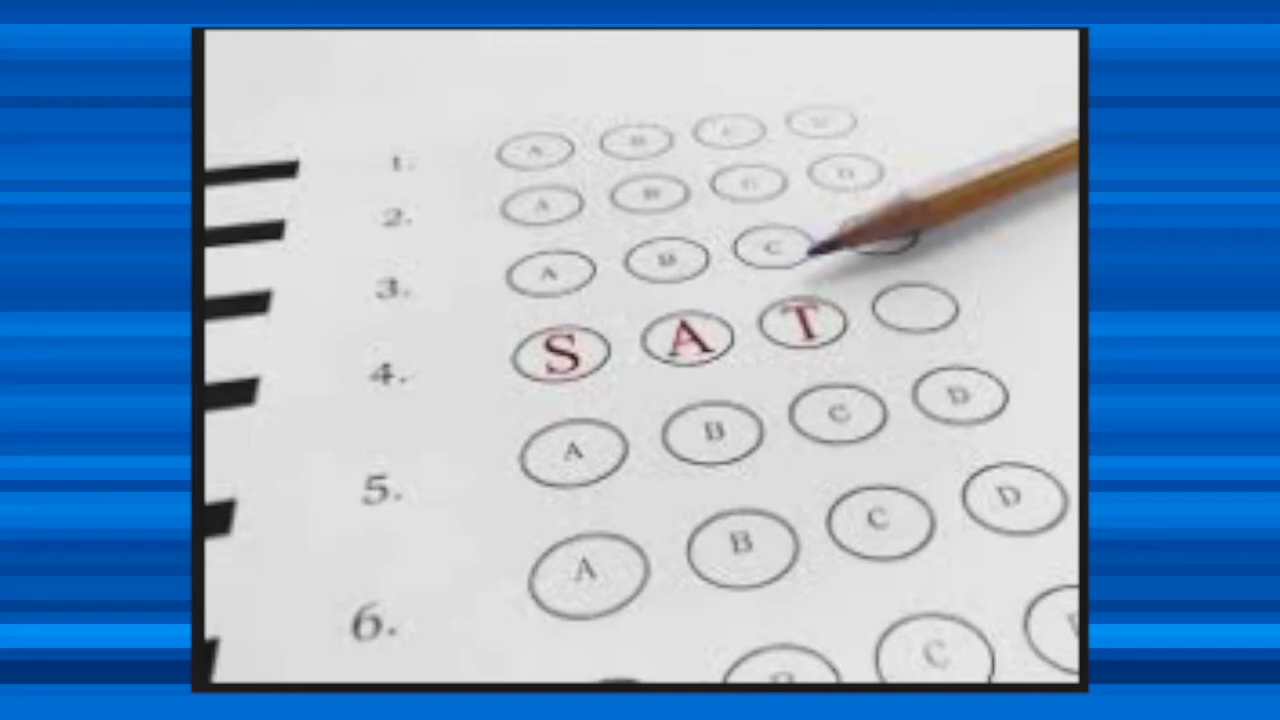 1. A B C D
2. A B C D
3. A B C
4. S A T
5. A B C D
6. A B C D
B C